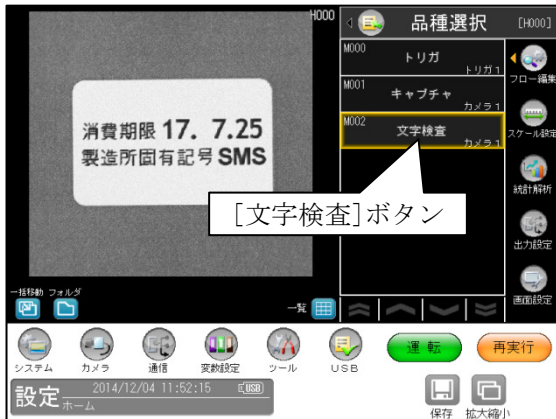 H000
品種選択
[H000]
M000
トリガ
トリガ1
M001
キャプチャ
カメラ1
M002
文字検査
カメラ1
フロー編集
スケール設定
統計解析
出力設定
画面設定
消費期限 17. 7.25
製造所固有記号 SMS
[文字検査]ボタン
一括移動 フォルダ
一覧
システム
カメラ
通信
変数設定
ツール
USB
運転
再実行
設定
2014/12/04 11:52:15
USB
ホーム
保存
拡大縮小